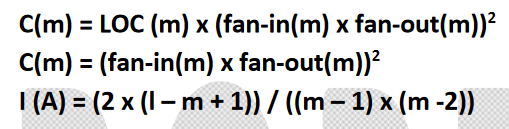 C(m) = LOC (m) x (fan-in(m) x fan-out(m))²
C(m) = (fan-in(m) x fan-out(m))²
I (A) = (2 x (l – m + 1)) / ((m – 1) x (m -2))